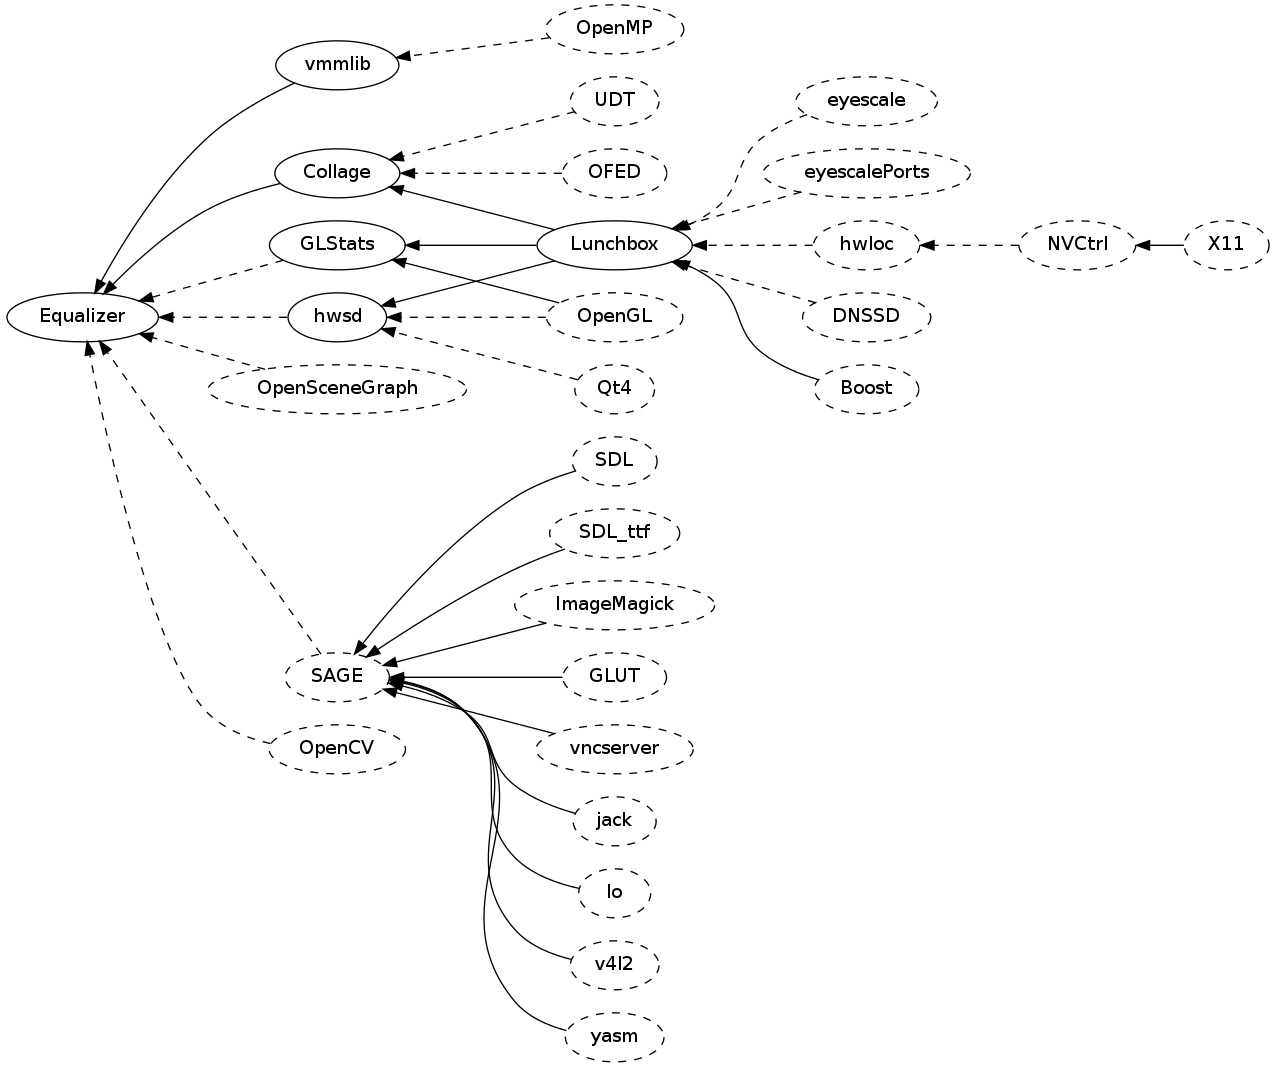 OpenMP
vmmlib
UDT
eyescale
Collage
OFED
eyescalePorts
GLStats
Lunchbox
hwloc
NVCtrl
X11
Equalizer
hwsd
OpenGL
DNSSD
OpenSceneGraph
Qt4
Boost
SDL
SDL_ttf
ImageMagick
SAGE
GLUT
OpenCV
vncserver
jack
lo
v4l2
yasm